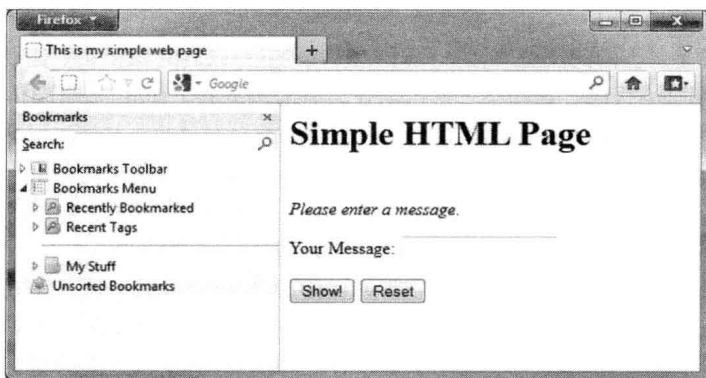 Firefox
This is my simple web page
Google
Bookmarks
Search:
Bookmarks Toolbar
Bookmarks Menu
Recently Bookmarked
Recent Tags
My Stuff
Unsorted Bookmarks
Simple HTML Page
Please enter a message.
Your Message:
Show! Reset